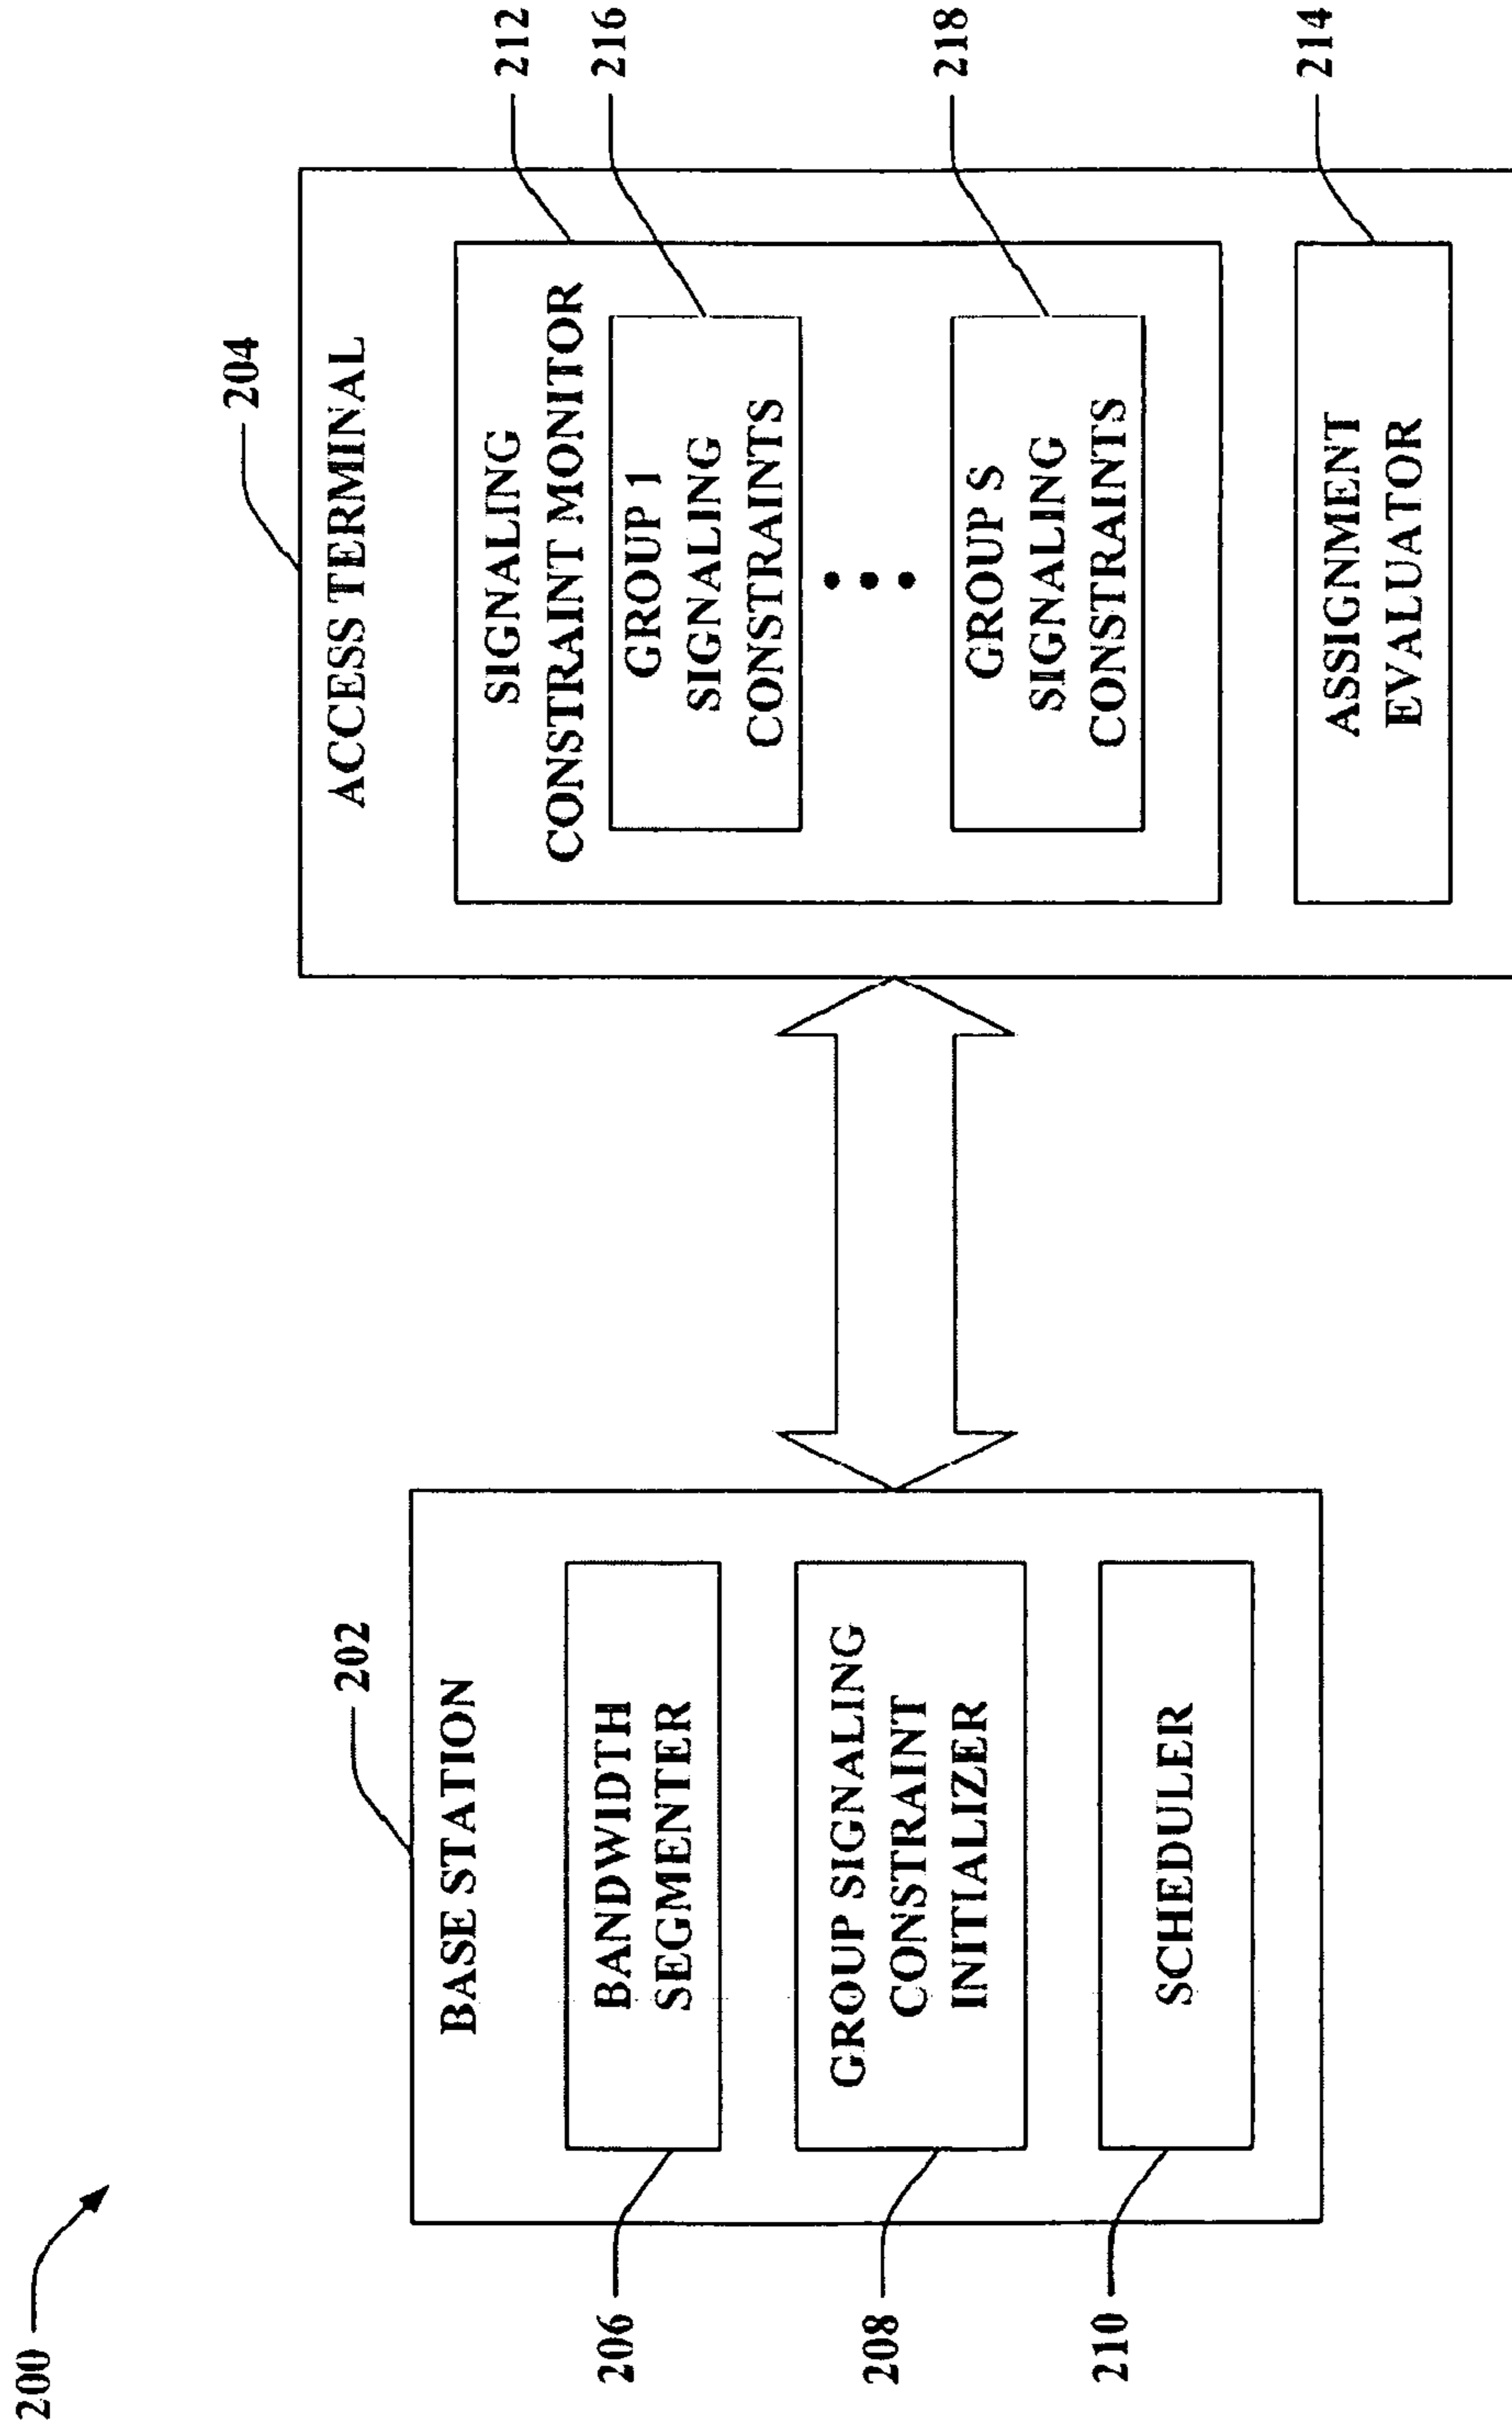 200
202
BASE STATION
206
BANDWIDTH
SEGMENTER
208
GROUP SIGNALING
CONSTRAINT
INITIALIZER
210
SCHEDULER
204
ACCESS TERMINAL
212
SIGNALING
CONSTRAINT MONITOR
216
GROUP 1
SIGNALING
CONSTRAINTS
218
GROUP S
SIGNALING
CONSTRAINTS
214
ASSIGNMENT
EVALUATOR